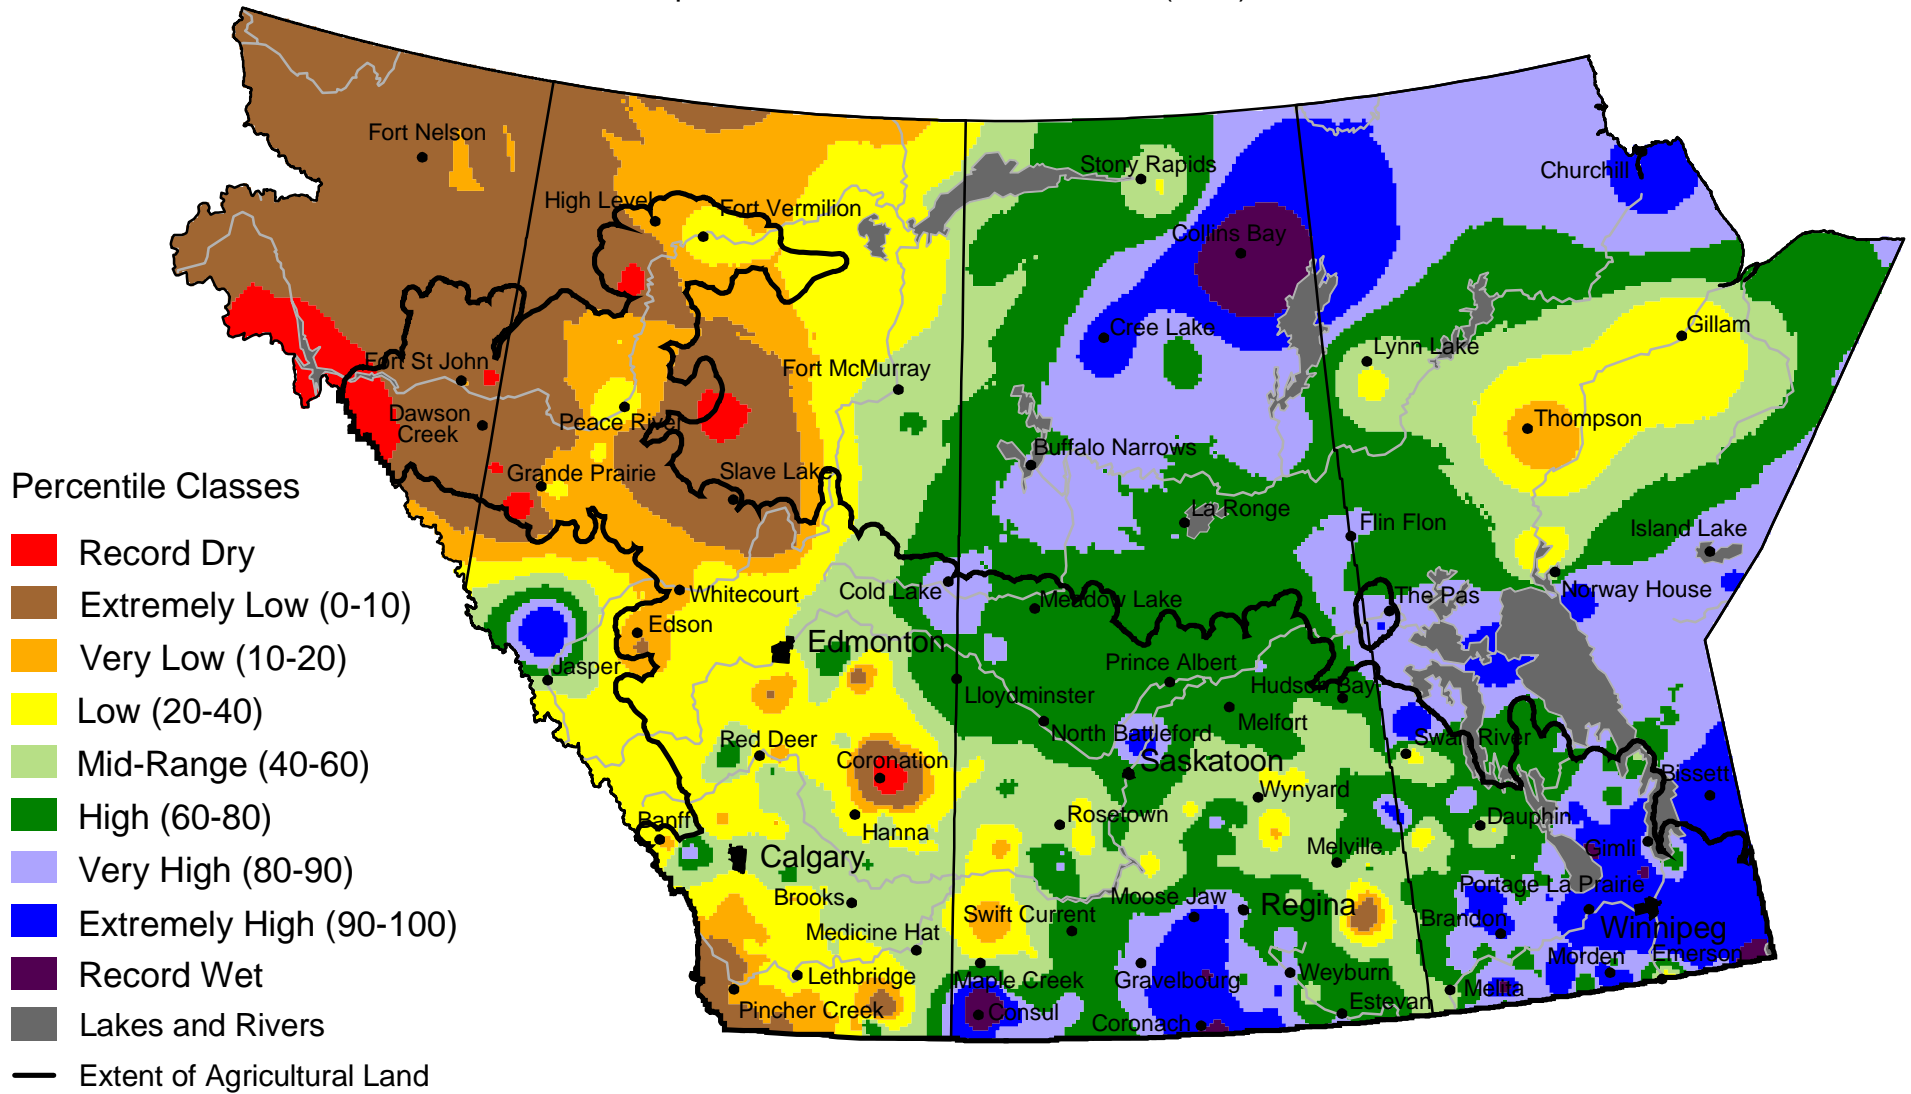 Fort Nelson
Stony Rapids
Churchill
High Level
Fort Vermilion
Collins Bay
Cree Lake
Gillam
Lynn Lake
Fort St John
Fort McMurray
Dawson
Creek
Peace River
Thompson
Buffalo Narrows
Grande Prairie
Slave Lake
La Ronge
Flin Flon
Island Lake
Cold Lake
Whitecourt
Meadow Lake
The Pas
Norway House
Edson
Edmonton
Jasper
Prince Albert
Hudson Bay
Lloydminster
Melfort
North Battleford
Swan River
Red Deer
Coronation
Saskatoon
Bissett
Wynyard
Banff
Hanna
Rosetown
Dauphin
Calgary
Melville
Gimli
Brooks
Moose Jaw
Portage La Prairie
Swift Current
Regina
Brandon
Medicine Hat
Winnipeg
Lethbridge
Maple Creek
Gravelbourg
Weyburn
Morden
Emerson
Pincher Creek
Consul
Coronach
Estevan
Melita
Percentile Classes
Record Dry
Extremely Low (0-10)
Very Low (10-20)
Low (20-40)
Mid-Range (40-60)
High (60-80)
Very High (80-90)
Extremely High (90-100)
Record Wet
Lakes and Rivers
Extent of Agricultural Land